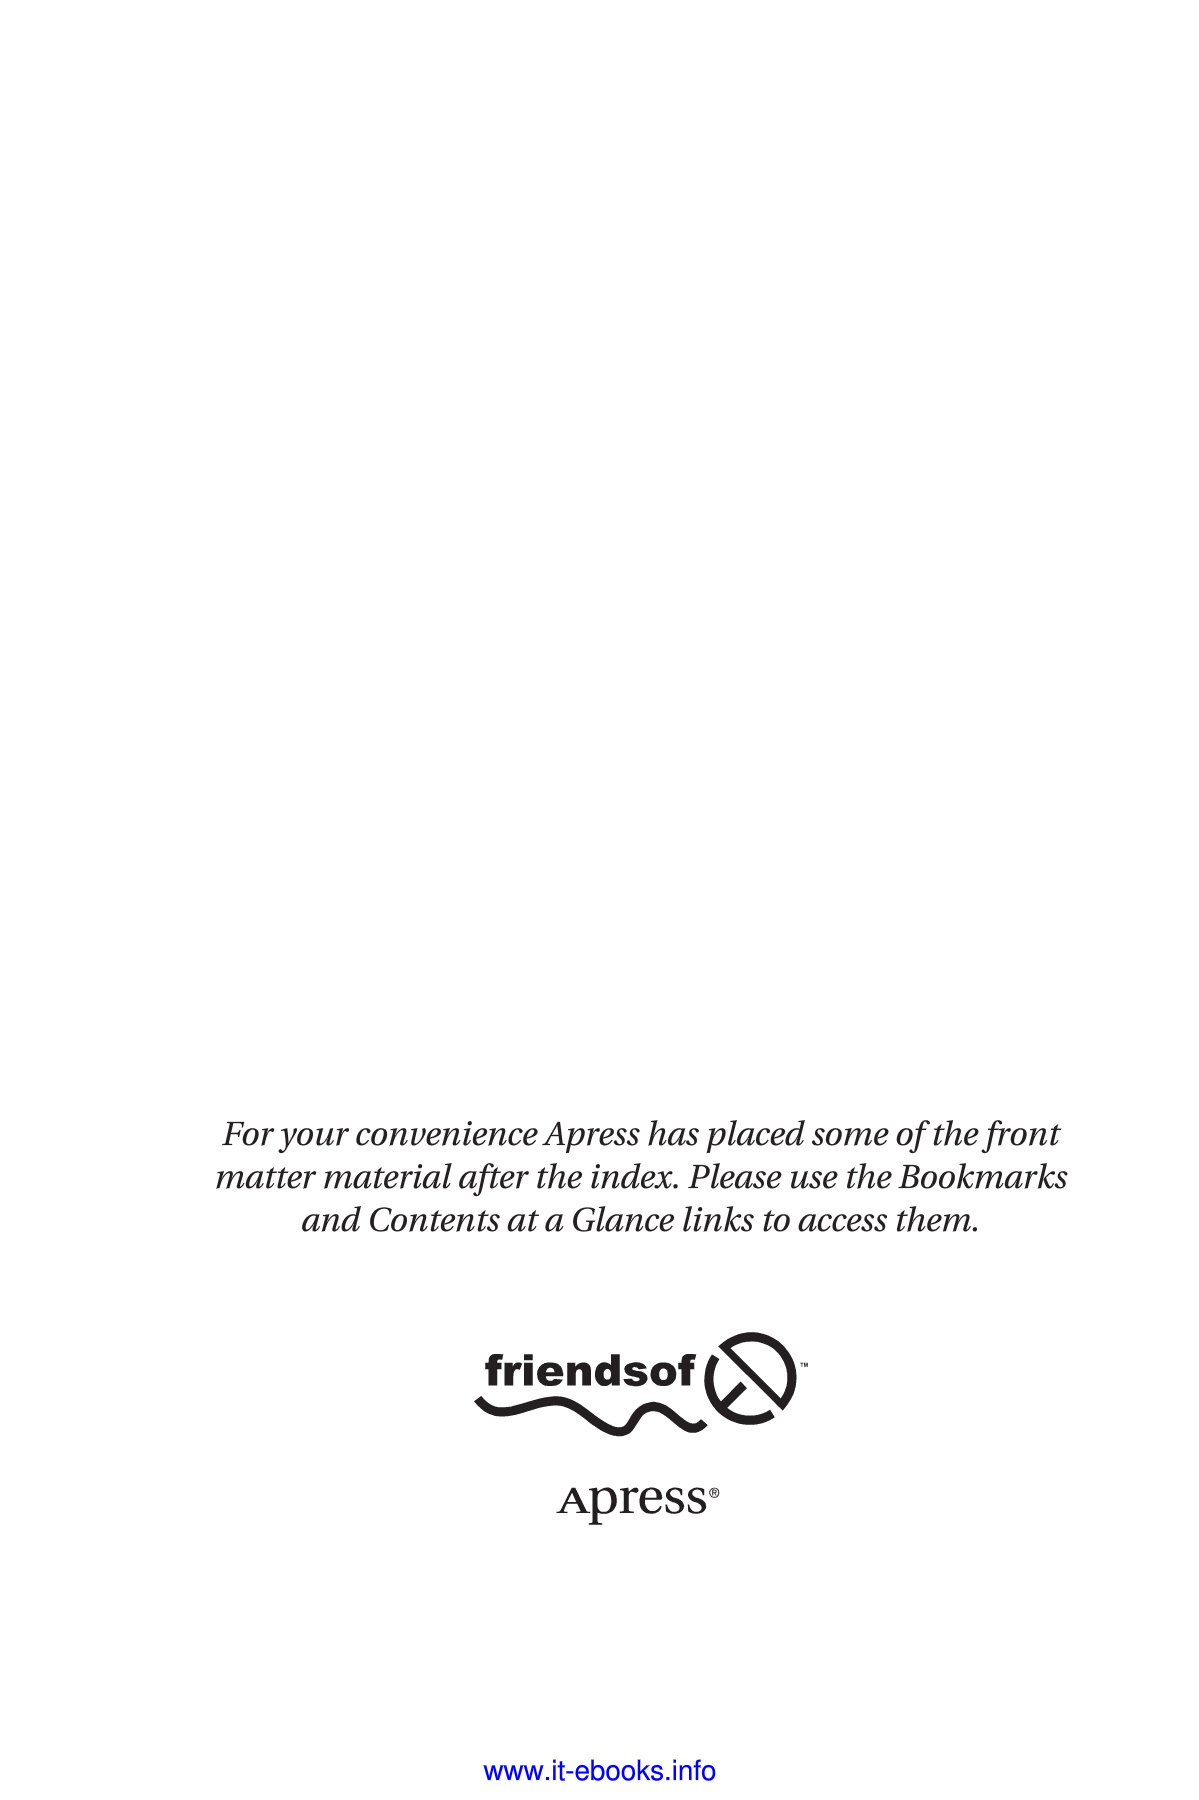 For your convenience Apress has placed some of the front
matter material after the index. Please use the Bookmarks
and Contents at a Glance links to access them.
friendsof
™
Apress®
www.it-ebooks.info